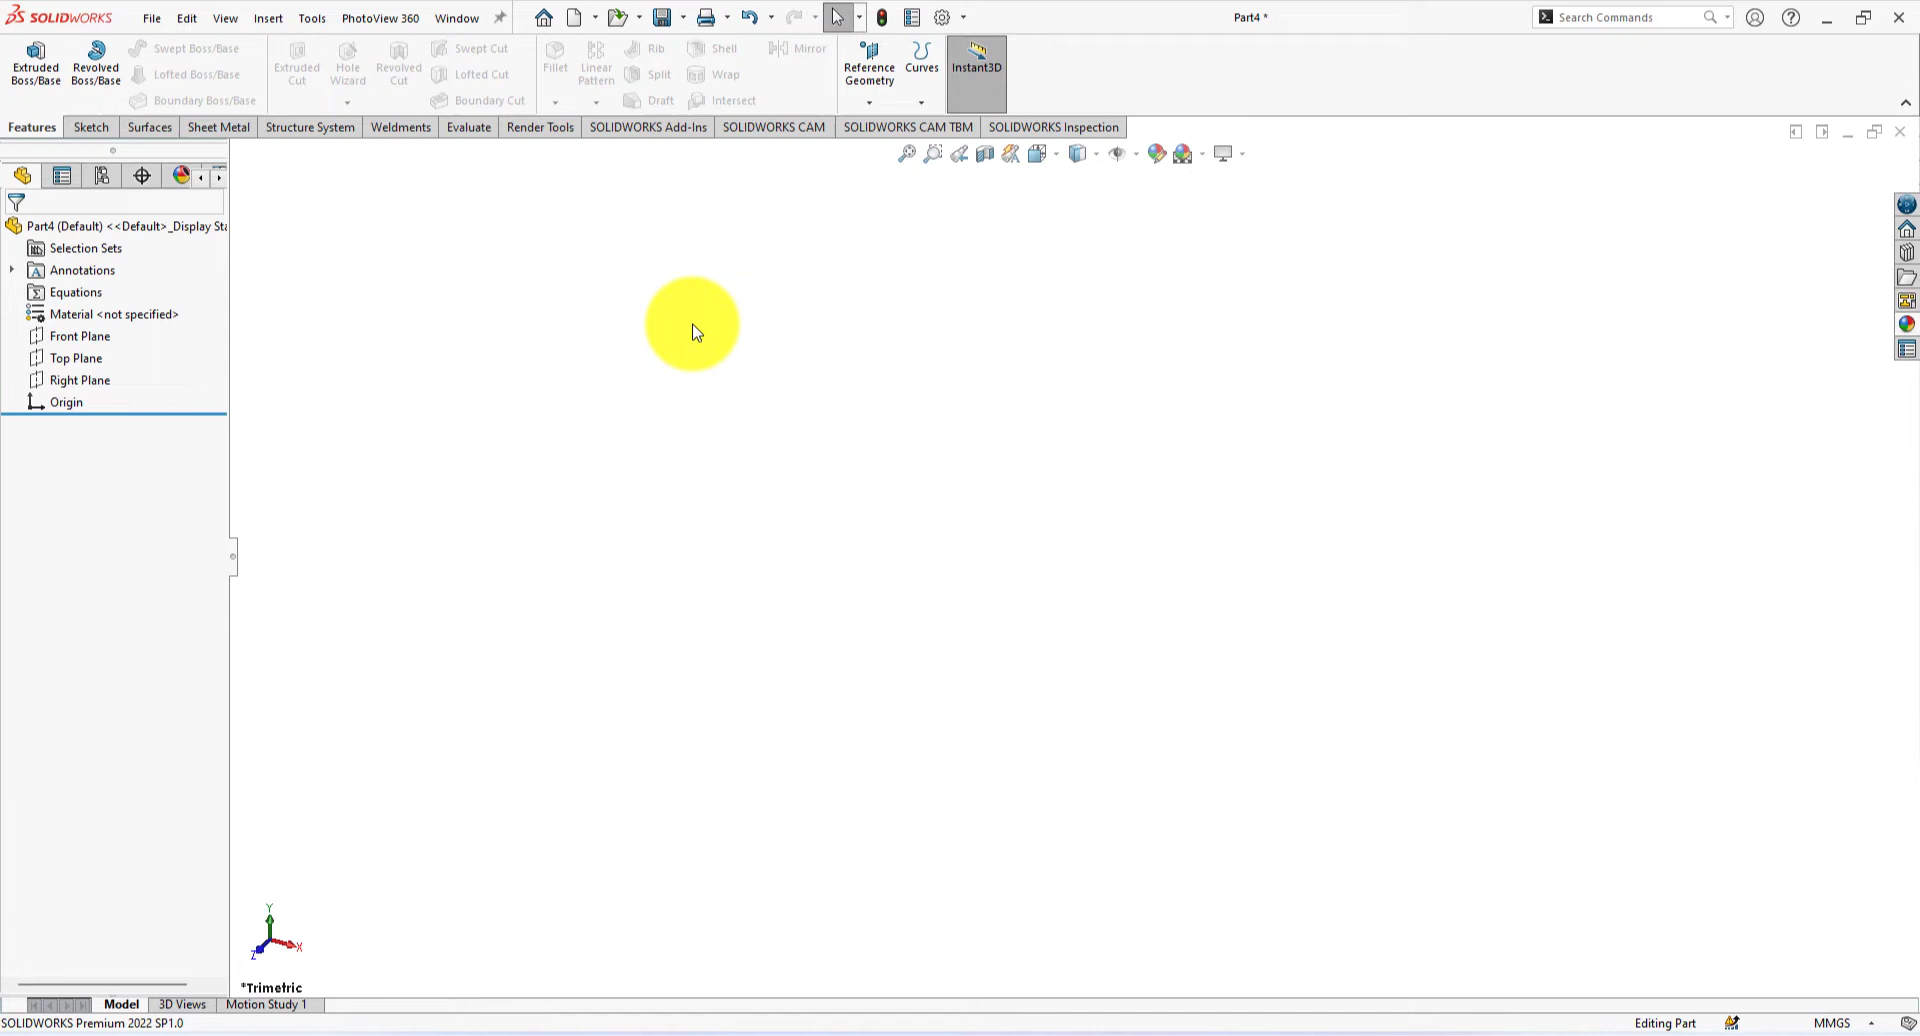 SOLIDWORKS File Edit View Insert Tools PhotoView 360 Window Part4 * Search Commands
Extruded Boss/Base
Revolved Boss/Base
Swept Boss/Base
Lofted Boss/Base
Boundary Boss/Base
Extruded Cut
Hole Wizard
Revolved Cut
Swept Cut
Lofted Cut
Boundary Cut
Fillet
Linear Pattern
Rib
Split
Draft
Shell
Wrap
Intersect
Mirror
Reference Geometry
Curves
Instant3D
Features Sketch Surfaces Sheet Metal Structure System Weldments Evaluate Render Tools SOLIDWORKS Add-Ins SOLIDWORKS CAM SOLIDWORKS CAM TBM SOLIDWORKS Inspection
Part4 (Default) <<Default>_Display Sta
Selection Sets
Annotations
Equations
Material <not specified>
Front Plane
Top Plane
Right Plane
Origin
Y
X
Z
*Trimetric
Model 3D Views Motion Study 1
SOLIDWORKS Premium 2022 SP1.0 Editing Part MMGS